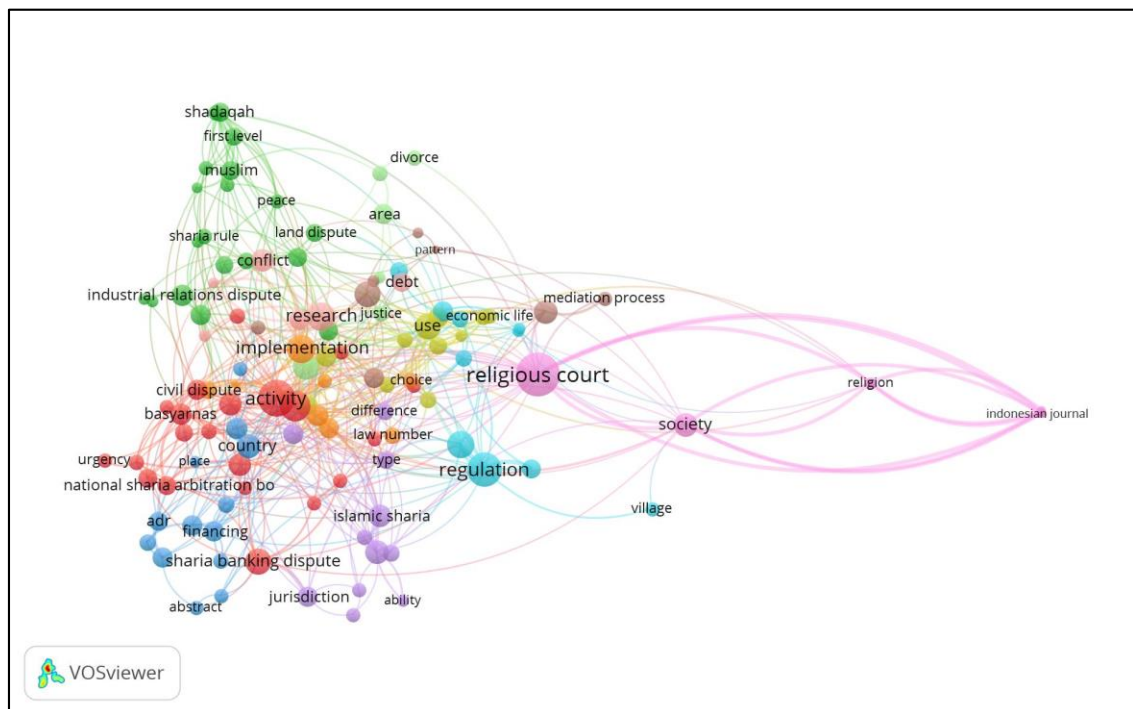 shadaqah
first level
divorce
muslim
peace
area
sharia rule
land dispute
pattern
conflict
debt
industrial relations dispute
mediation process
research
justice
economic life
use
implementation
religious court
choice
religion
civil dispute
activity
basyarnas
difference
indonesian journal
society
law number
country
urgency
place
type
regulation
national sharia arbitration bo
village
adr
islamic sharia
financing
sharia banking dispute
jurisdiction
abstract
ability
VOSviewer